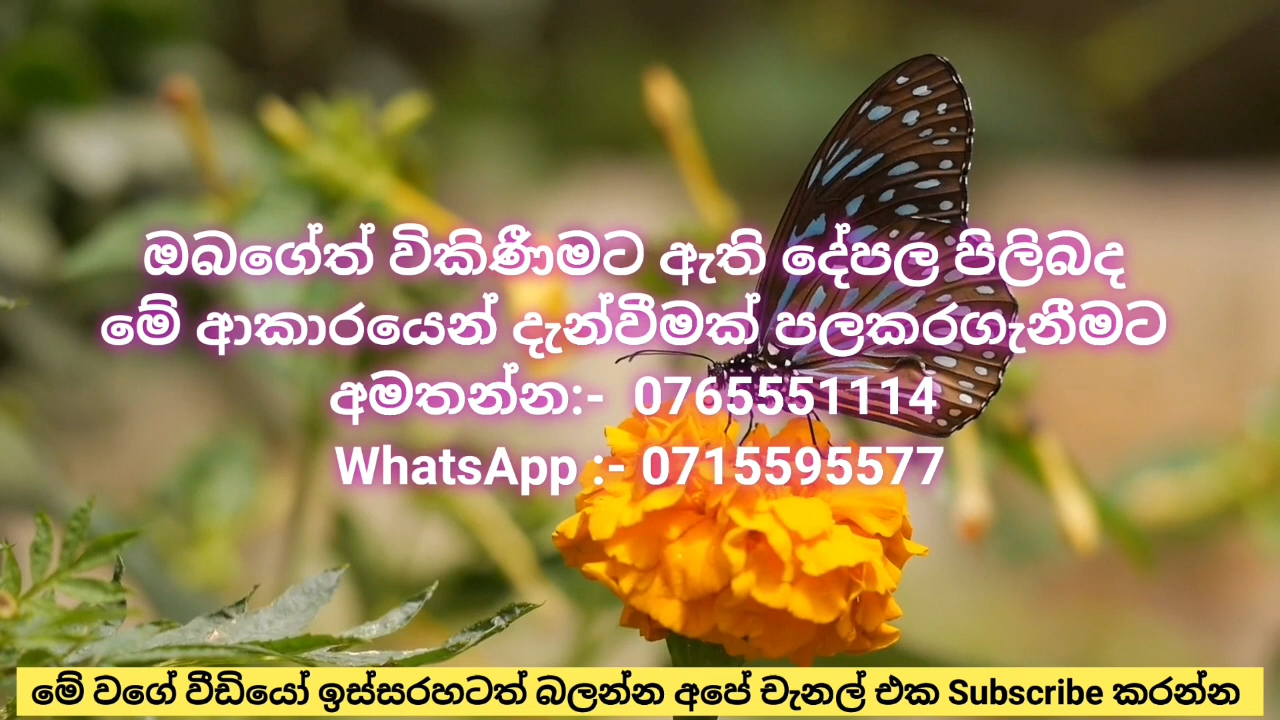 ඔබගේත් විකිණීමට ඇති දේපල පිලිබද
මේ ආකාරයෙන් දැන්වීමක් පලකරගැනීමට
අමතන්න:- 0765551114
WhatsApp :- 0715595577
මේ වගේ වීඩියෝ ඉස්සරහටත් බලන්න අපේ චැනල් එක Subscribe කරන්න